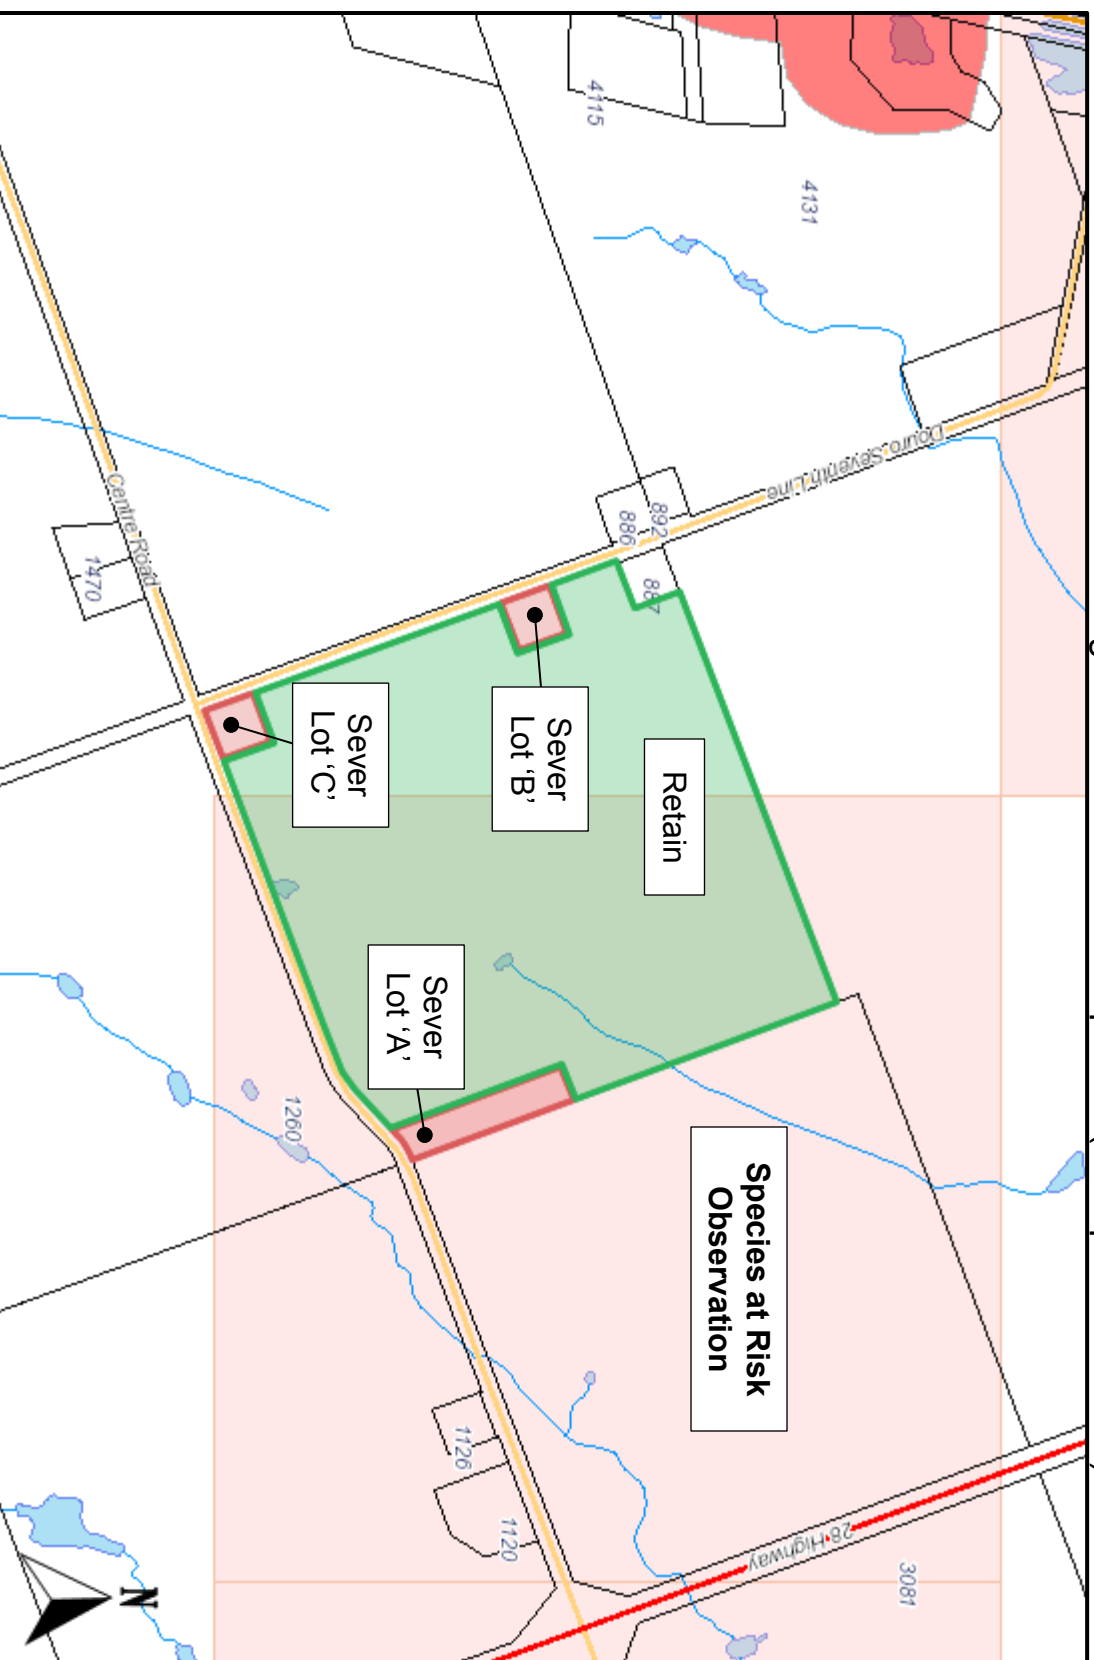 4115
4131
Douro Seventh Line
892
886
887
Centre Road
1470
Sever
Lot ‘C’
Sever
Lot ‘B’
Retain
Sever
Lot ‘A’
Species at Risk
Observation
1260
1126
1120
28 Highway
3081
N